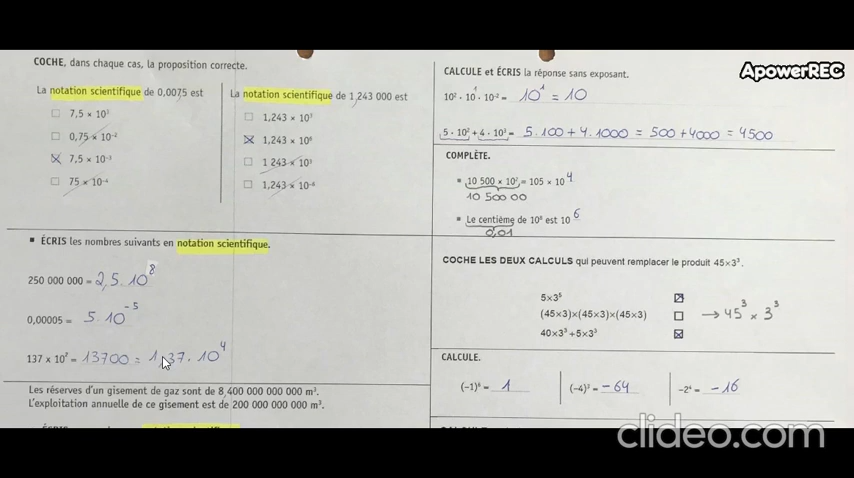 COCHE, dans chaque cas, la proposition correcte.
La notation scientifique de 0,0075 est
7,5 × 10³
0,75 × 10⁻²
7,5 × 10⁻³
75 × 10⁻⁴
La notation scientifique de 1 243 000 est
1,243 × 10³
1,243 × 10⁶
1 243 × 10³
1,243 × 10⁻⁶
■ ÉCRIS les nombres suivants en notation scientifique.
250 000 000 = 2,5 . 10⁸
0,00005 = 5 . 10⁻⁵
137 x 10² = 13700 = 1,37 . 10⁴
Les réserves d'un gisement de gaz sont de 8 400 000 000 000 m³.
L'exploitation annuelle de ce gisement est de 200 000 000 000 m³.
CALCULE et ÉCRIS la réponse sans exposant.
10² · 10 · 10⁻² = 10¹ = 10
5 · 10² + 4 · 10³ = 5 . 100 + 4 . 1000 = 500 + 4000 = 4500
COMPLÈTE.
▪ 10 500 × 10² = 105 × 10⁴
10 500 00
▪ Le centième de 10⁸ est 10⁶
0,01
COCHE LES DEUX CALCULS qui peuvent remplacer le produit 45×3³.
5×3⁵
(45×3)×(45×3)×(45×3) → 45³ × 3³
40×3³ + 5×3³
CALCULE.
(-1)⁶ = 1
(-4)³ = -64
-2⁴ = -16
ApowerREC
clideo.com